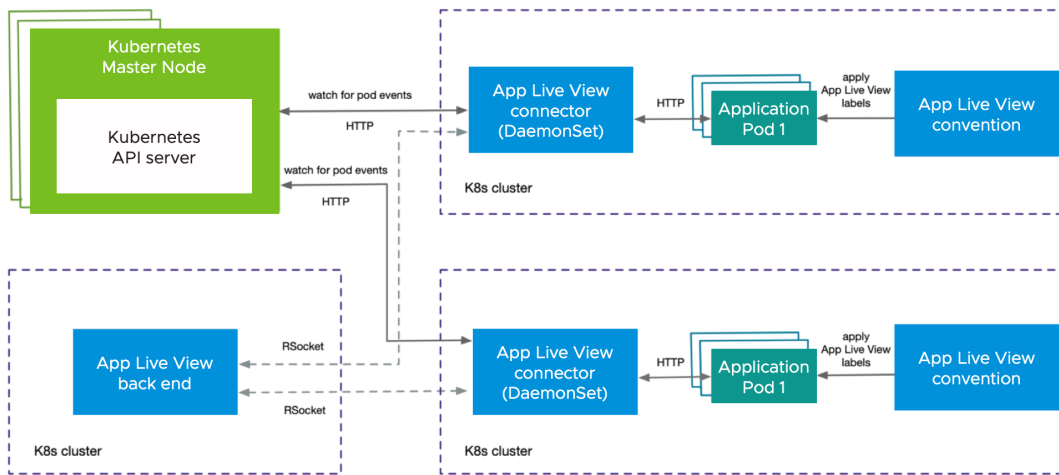 Kubernetes
Master Node
Kubernetes
API server
watch for pod events
HTTP
watch for pod events
HTTP
App Live View
connector
(DaemonSet)
HTTP
Application
Pod 1
apply
App Live View
labels
App Live View
convention
K8s cluster
App Live View
back end
RSocket
RSocket
K8s cluster
App Live View
connector
(DaemonSet)
HTTP
Application
Pod 1
apply
App Live View
labels
App Live View
convention
K8s cluster